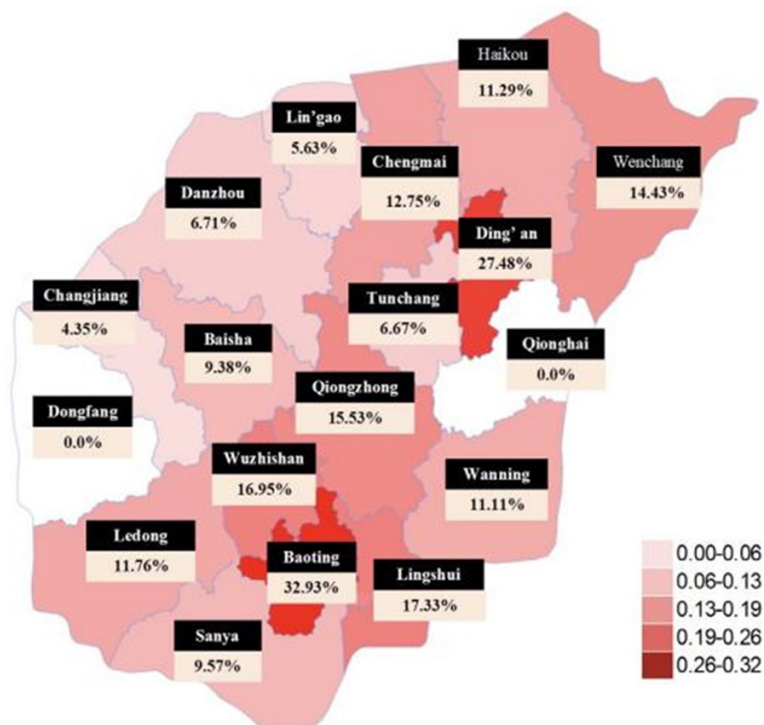 Haikou
11.29%
Lin'gao
5.63%
Chengmai
12.75%
Wenchang
14.43%
Danzhou
6.71%
Ding' an
27.48%
Changjiang
4.35%
Tunchang
6.67%
Baisha
9.38%
Qionghai
0.0%
Qiongzhong
15.53%
Dongfang
0.0%
Wuzhishan
16.95%
Wanning
11.11%
Ledong
11.76%
Baoting
32.93%
Lingshui
17.33%
Sanya
9.57%
0.00-0.06
0.06-0.13
0.13-0.19
0.19-0.26
0.26-0.32